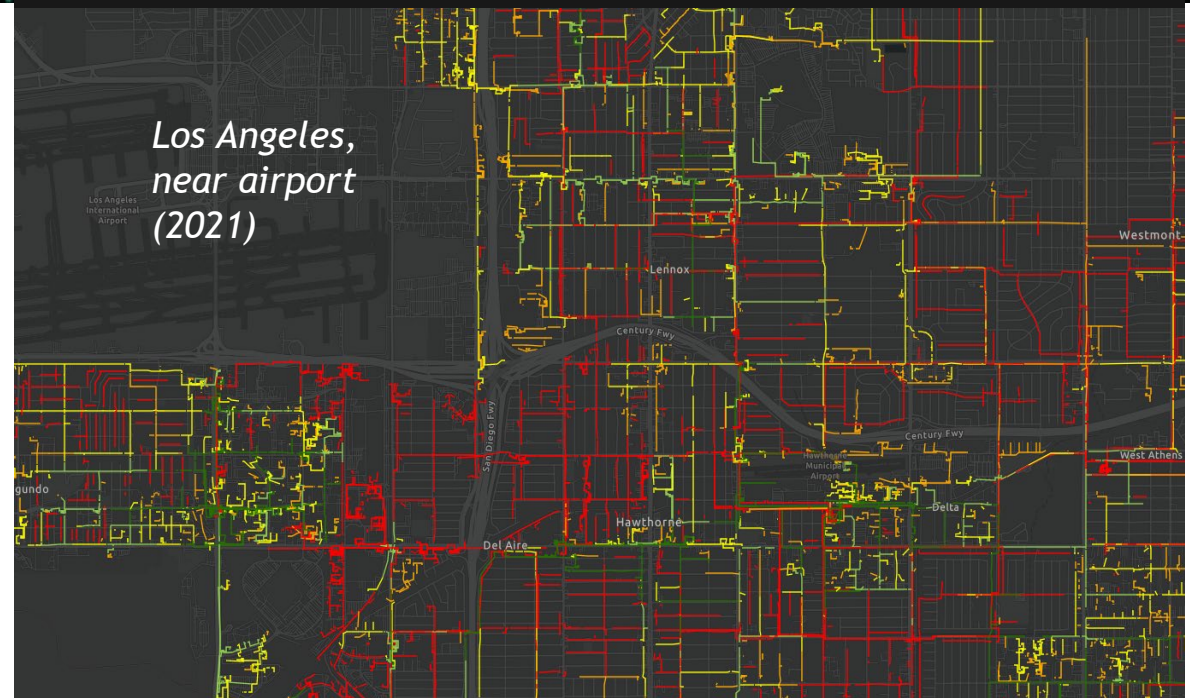 Los Angeles,
near airport
(2021)
Los Angeles
International
Airport
Westmont
Lennox
Century Fwy
San Diego Fwy
Century Fwy
Hawthorne
Municipal
Airport
West Athens
gundo
Delta
Hawthorne
Del Aire